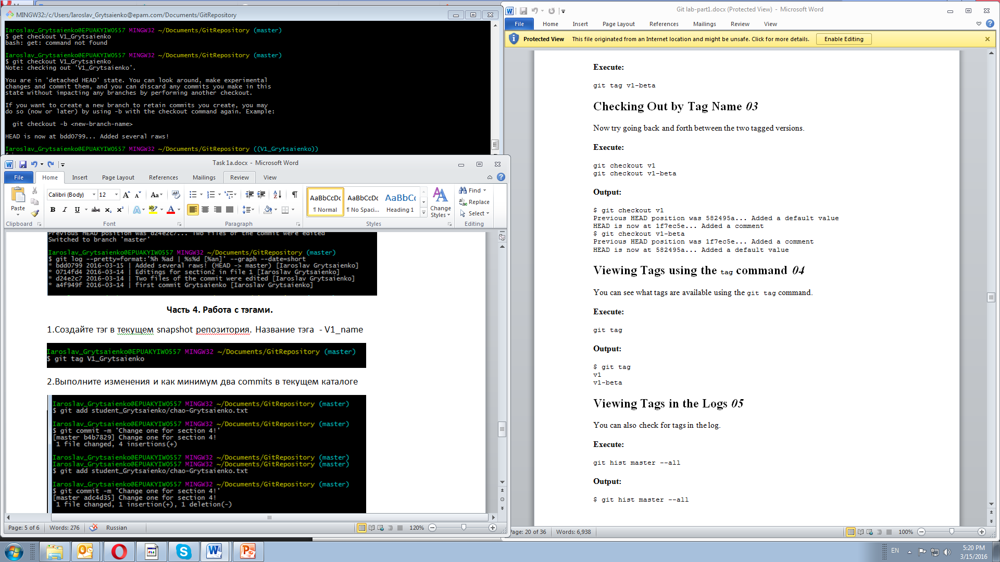 MINGW32:/c/Users/Iaroslav_Grytsaienko@epam.com/Documents/GitRepository
Iaroslav_Grytsaienko@EPUAKYIW0557 MINGW32 ~/Documents/GitRepository (master)
$ get checkout V1_Grytsaienko
bash: get: command not found
Iaroslav_Grytsaienko@EPUAKYIW0557 MINGW32 ~/Documents/GitRepository (master)
$ git checkout V1_Grytsaienko
Note: checking out 'V1_Grytsaienko'.
You are in 'detached HEAD' state. You can look around, make experimental
changes and commit them, and you can discard any commits you make in this
state without impacting any branches by performing another checkout.
If you want to create a new branch to retain commits you create, you may
do so (now or later) by using -b with the checkout command again. Example:
git checkout -b <new-branch-name>
HEAD is now at bdd0799... Added several raws!
Iaroslav_Grytsaienko@EPUAKYIW0557 MINGW32 ~/Documents/GitRepository ((V1_Grytsaienko))
Task 1a.docx - Microsoft Word
File Home Insert Page Layout References Mailings Review View
Paste
Clipboard
Calibri (Body) 12
Font
Paragraph
AaBbCcDc AaBbCcDc AaBbCc
¶ Normal ¶ No Spaci... Heading 1
Change Styles
Styles
Find
Replace
Select
Editing
Previous HEAD position was d24e2c7... Two files of the commit were edited
Switched to branch 'master'
Iaroslav_Grytsaienko@EPUAKYIW0557 MINGW32 ~/Documents/GitRepository (master)
$ git log --pretty=format:'%h %ad | %s%d [%an]' --graph --date=short
* bdd0799 2016-03-15 | Added several raws! (HEAD -> master) [Iaroslav Grytsaienko]
* 0714fd4 2016-03-14 | Editings for section2 in file 1 [Iaroslav Grytsaienko]
* d24e2c7 2016-03-14 | Two files of the commit were edited [Iaroslav Grytsaienko]
* a4f949f 2016-03-14 | first commit Grytsaienko [Iaroslav Grytsaienko]
Часть 4. Работа с тэгами.
1.Создайте тэг в текущем snapshot репозитория. Название тэга - V1_name
Iaroslav_Grytsaienko@EPUAKYIW0557 MINGW32 ~/Documents/GitRepository (master)
$ git tag V1_Grytsaienko
2.Выполните изменения и как минимум два commits в текущем каталоге
Iaroslav_Grytsaienko@EPUAKYIW0557 MINGW32 ~/Documents/GitRepository (master)
$ git add student_Grytsaienko/chao-Grytsaienko.txt
Iaroslav_Grytsaienko@EPUAKYIW0557 MINGW32 ~/Documents/GitRepository (master)
$ git commit -m 'Change one for section 4!'
[master b4b7829] Change one for section 4!
1 file changed, 4 insertions(+)
Iaroslav_Grytsaienko@EPUAKYIW0557 MINGW32 ~/Documents/GitRepository (master)
Iaroslav_Grytsaienko@EPUAKYIW0557 MINGW32 ~/Documents/GitRepository (master)
$ git add student_Grytsaienko/chao-Grytsaienko.txt
Iaroslav_Grytsaienko@EPUAKYIW0557 MINGW32 ~/Documents/GitRepository (master)
$ git commit -m 'Change one for section 4!'
[master adc4d35] Change one for section 4!
1 file changed, 1 insertion(+), 1 deletion(-)
Page: 5 of 6 Words: 276 Russian 120%
Git lab-part1.docx (Protected View) - Microsoft Word
File Home Insert Page Layout References Mailings Review View
Protected View This file originated from an Internet location and might be unsafe. Click for more details. Enable Editing
Execute:
git tag v1-beta
Checking Out by Tag Name 03
Now try going back and forth between the two tagged versions.
Execute:
git checkout v1
git checkout v1-beta
Output:
$ git checkout v1
Previous HEAD position was 582495a... Added a default value
HEAD is now at 1f7ec5e... Added a comment
$ git checkout v1-beta
Previous HEAD position was 1f7ec5e... Added a comment
HEAD is now at 582495a... Added a default value
Viewing Tags using the tag command 04
You can see what tags are available using the git tag command.
Execute:
git tag
Output:
$ git tag
v1
v1-beta
Viewing Tags in the Logs 05
You can also check for tags in the log.
Execute:
git hist master --all
Output:
$ git hist master --all
Page: 20 of 36 Words: 6,938 100%
EN 5:20 PM
3/15/2016